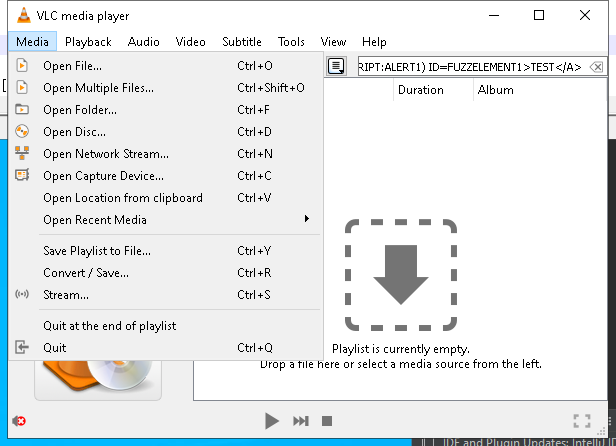 VLC media player
Media Playback Audio Video Subtitle Tools View Help
Open File... Ctrl+O
RIPT:ALERT1) ID=FUZZELEMENT1>TEST</A>
Open Multiple Files... Ctrl+Shift+O
Duration Album
Open Folder... Ctrl+F
Open Disc... Ctrl+D
Open Network Stream... Ctrl+N
Open Capture Device... Ctrl+C
Open Location from clipboard Ctrl+V
Open Recent Media
Save Playlist to File... Ctrl+Y
Convert / Save... Ctrl+R
Stream... Ctrl+S
Quit at the end of playlist
Quit Ctrl+Q
Playlist is currently empty.
Drop a file here or select a media source from the left.
IDE and Plugin Updates: IntelliJ ID